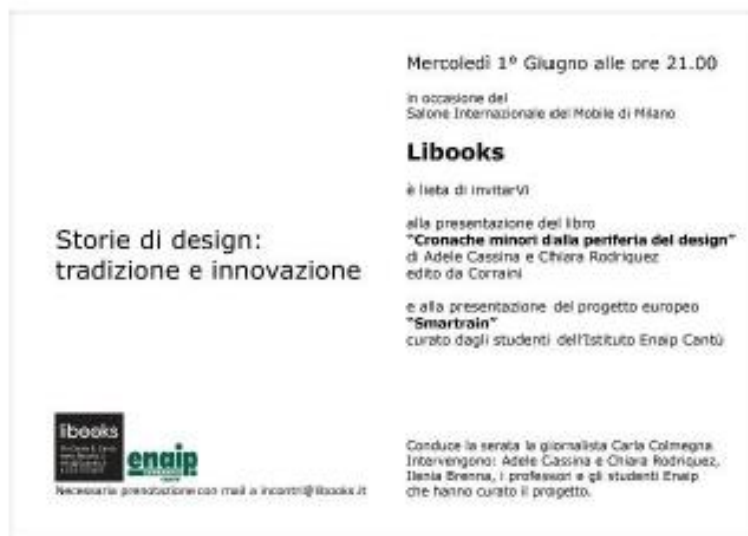 Mercoledì 1º Giugno alle ore 21.00
in occasione del
Salone Internazionale del Mobile di Milano
Libooks
è lieta di invitarVi
alla presentazione del libro
"Cronache minori dalla periferia del design"
di Adele Cassina e Chiara Rodriquez
edito da Corraini
e alla presentazione del progetto europeo
"Smartrain"
curato dagli studenti dell'Istituto Enaip Cantù
Storie di design:
tradizione e innovazione
libooks
enaip
Necessaria prenotazione con mail a incontri@libooks.it
Conduce la serata la giornalista Carla Colmegna
Intervengono: Adele Cassina e Chiara Rodriquez,
Ilenia Brenna, i professori e gli studenti Enaip
che hanno curato il progetto.